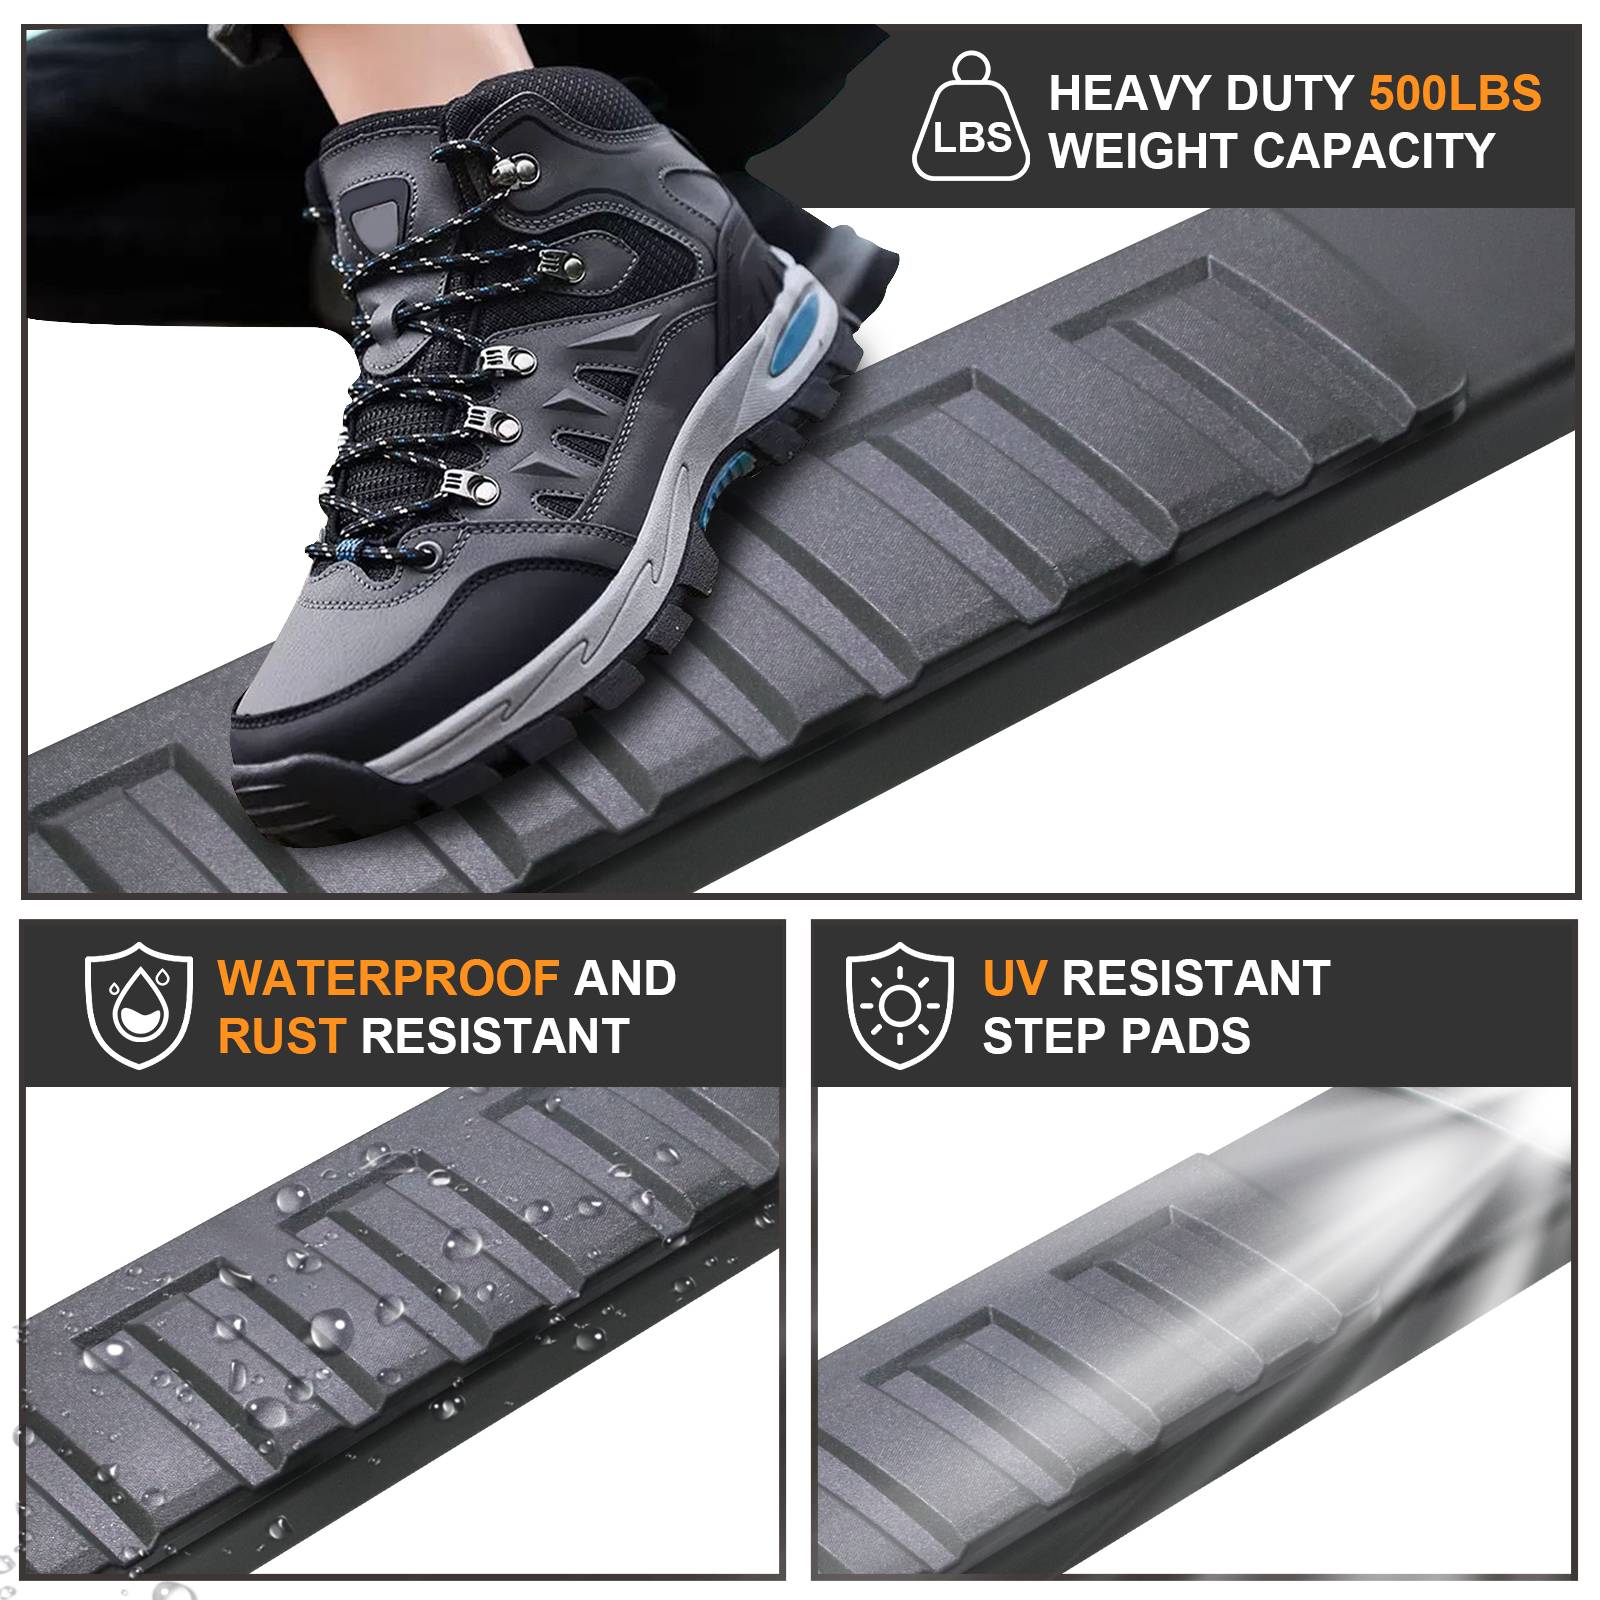 LBS
HEAVY DUTY 500LBS
WEIGHT CAPACITY
WATERPROOF AND
RUST RESISTANT
UV RESISTANT
STEP PADS